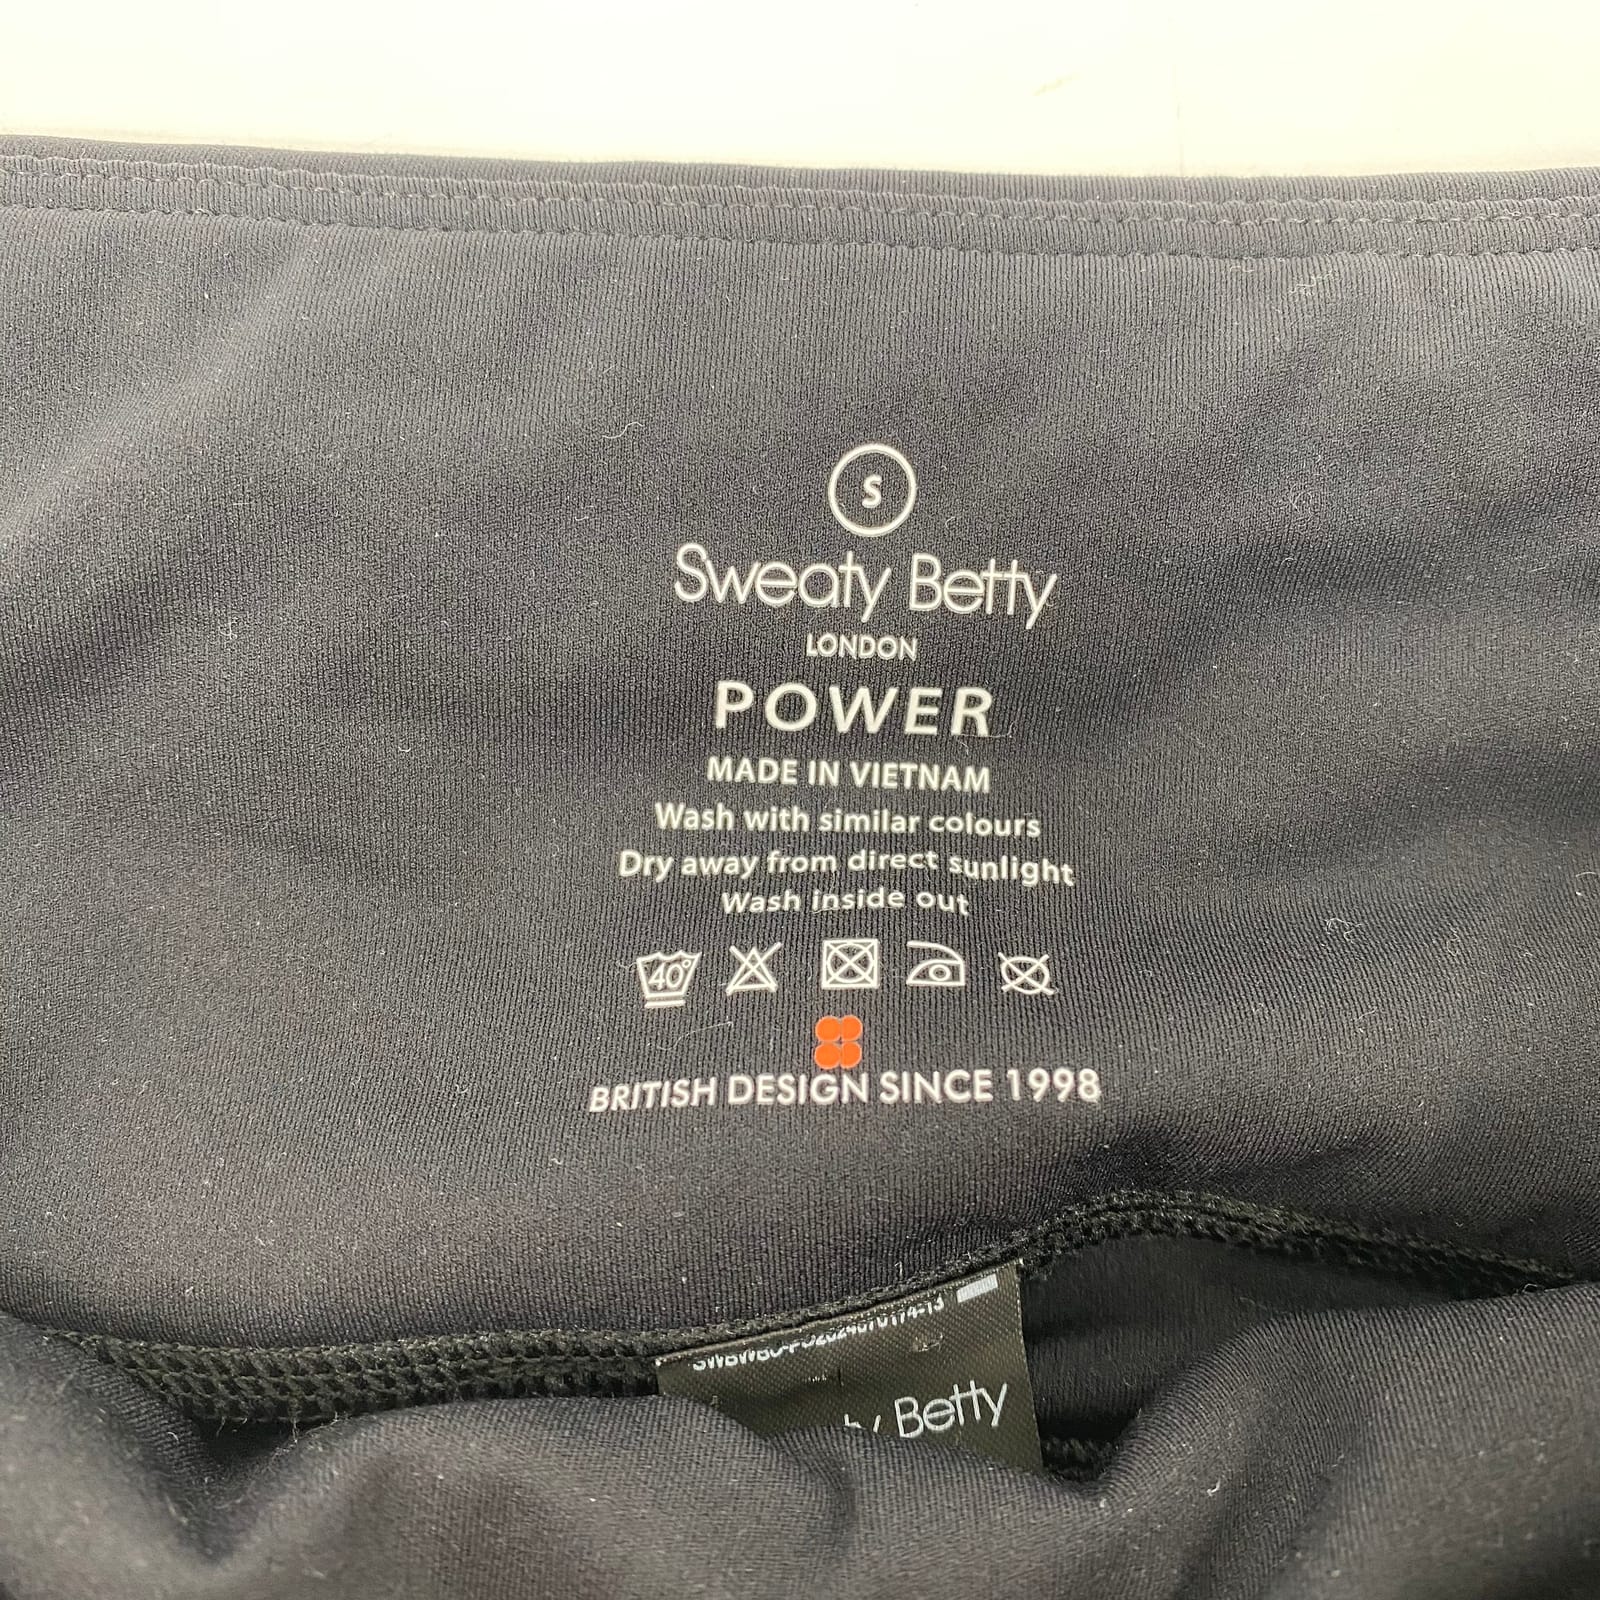 S
Sweaty Betty
LONDON
POWER
MADE IN VIETNAM
Wash with similar colours
Dry away from direct sunlight
Wash inside out
40°
BRITISH DESIGN SINCE 1998
Betty